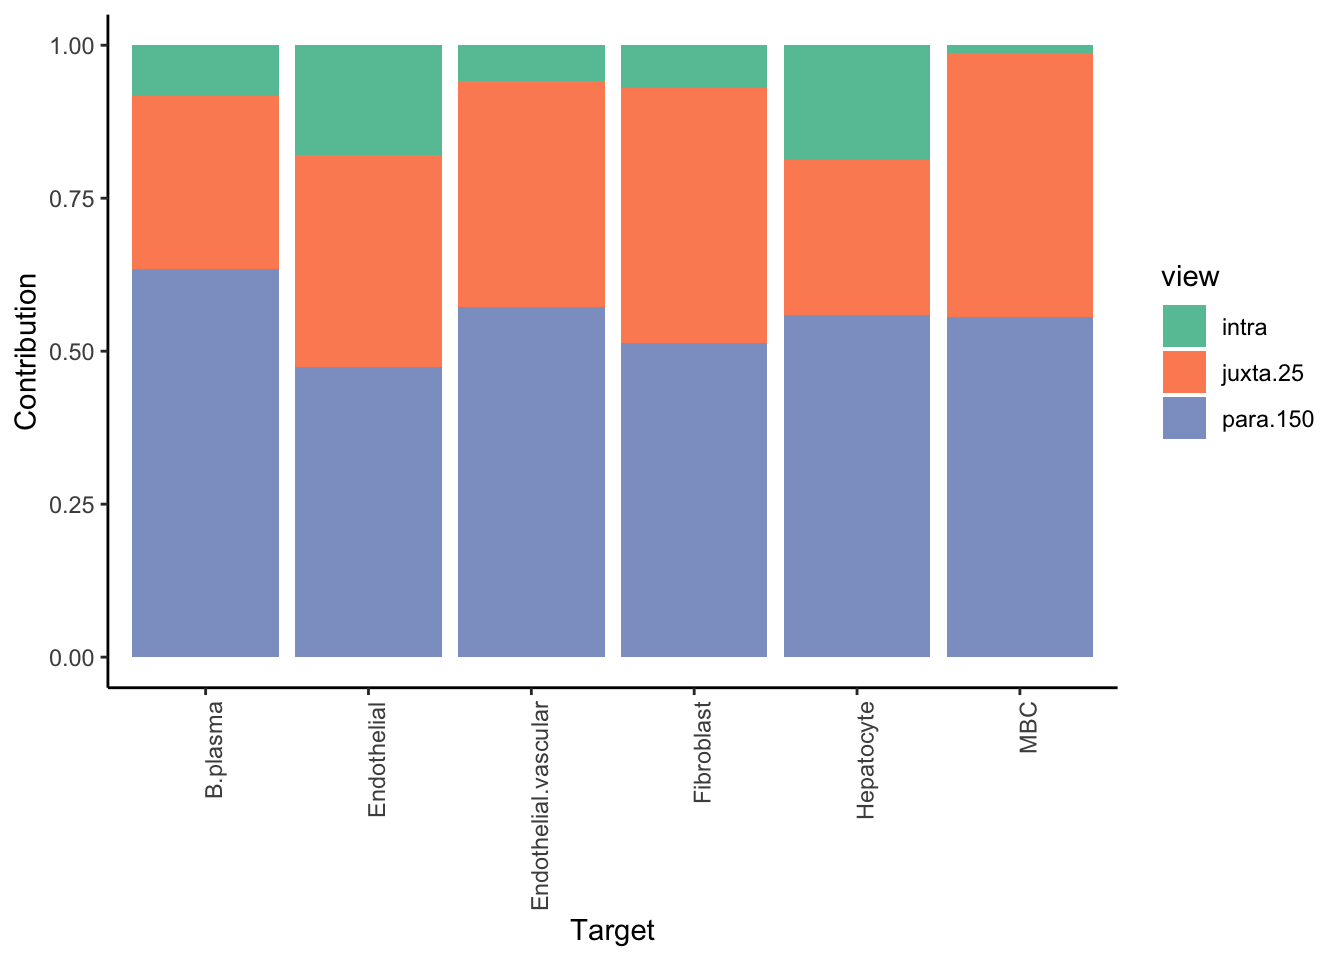 Contribution
1.00
0.75
0.50
0.25
0.00
B.plasma
Endothelial
Endothelial.vascular
Fibroblast
Hepatocyte
MBC
Target
view
intra
juxta.25
para.150